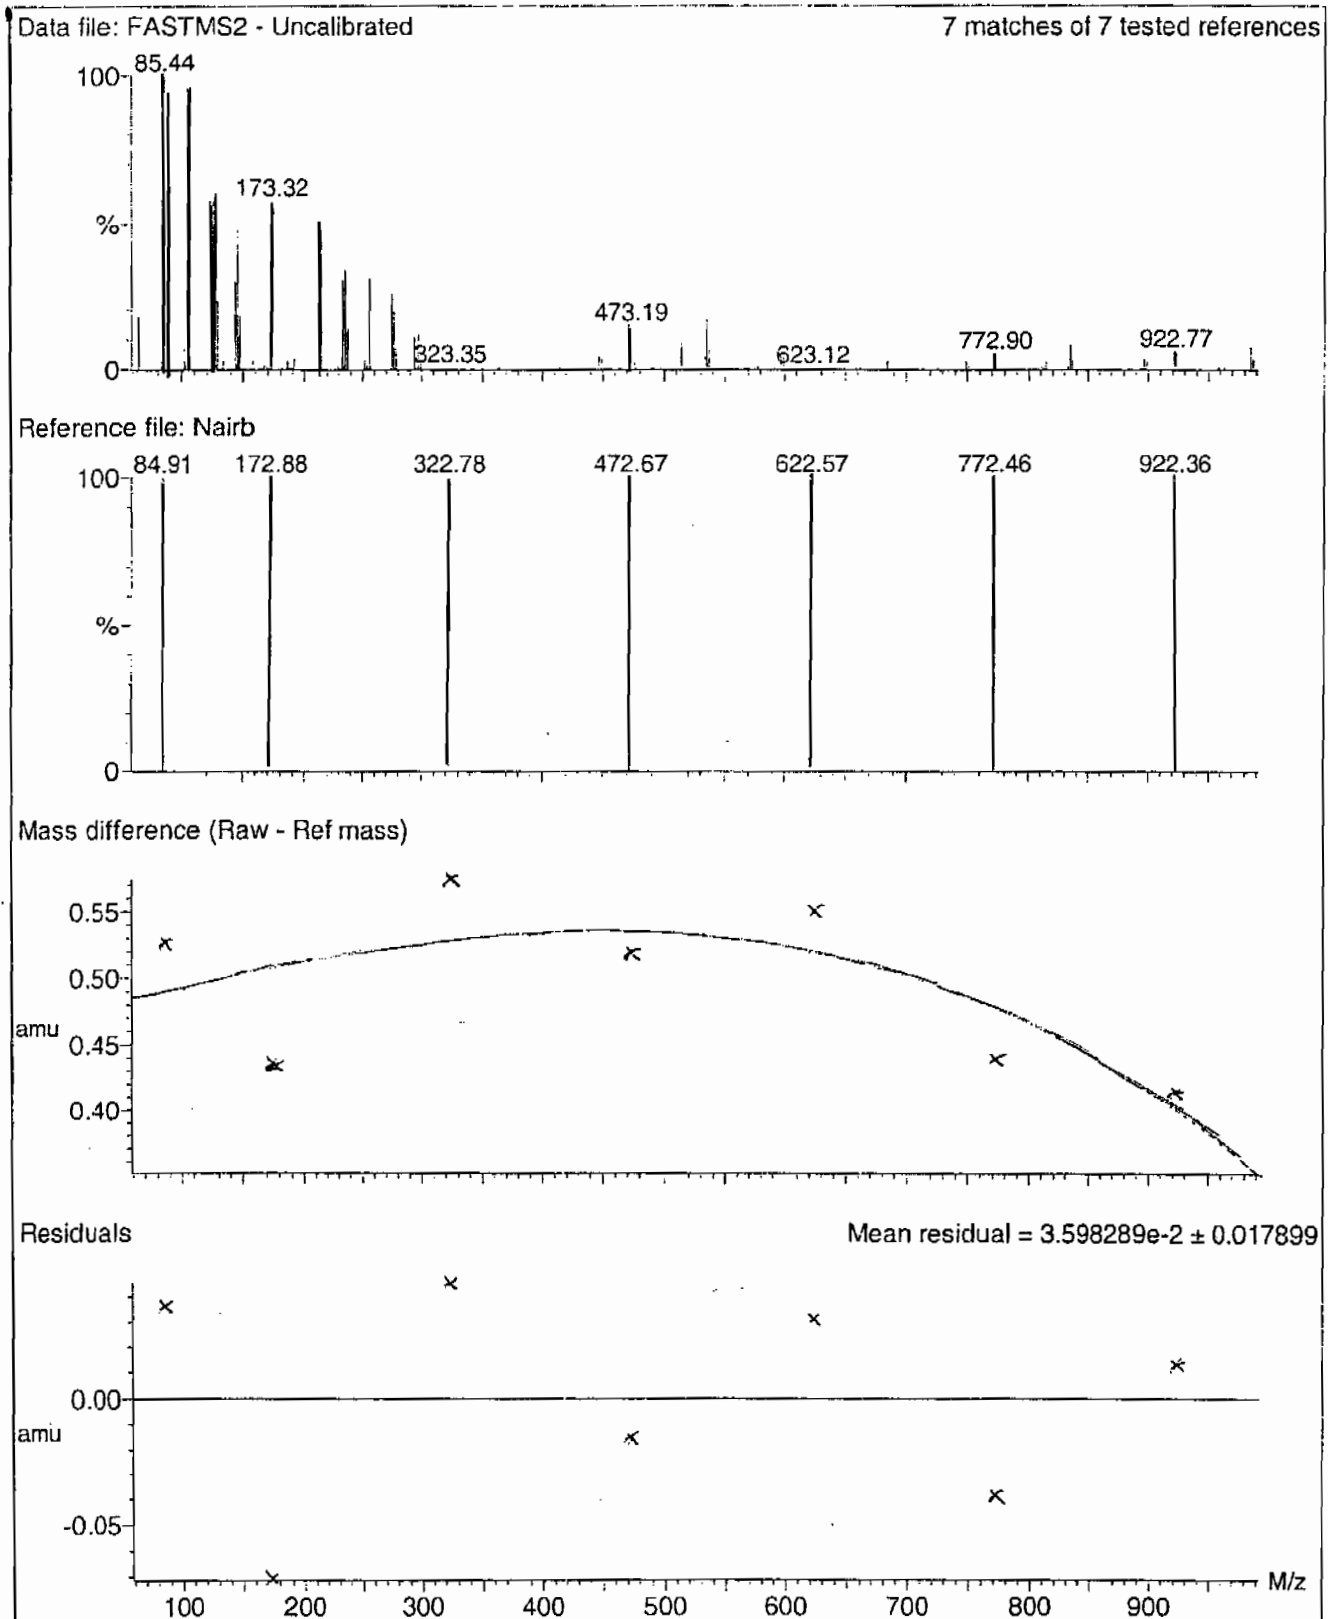 Data file: FASTMS2 - Uncalibrated 7 matches of 7 tested references
85.44
100
173.32
%
473.19
323.35 623.12 772.90 922.77
0
Reference file: Nairb
84.91 172.88 322.78 472.67 622.57 772.46 922.36
100
%
0
Mass difference (Raw - Ref mass)
0.55
0.50
amu
0.45
0.40
Residuals Mean residual = 3.598289e-2 ± 0.017899
0.00
amu
-0.05
M/z
100 200 300 400 500 600 700 800 900